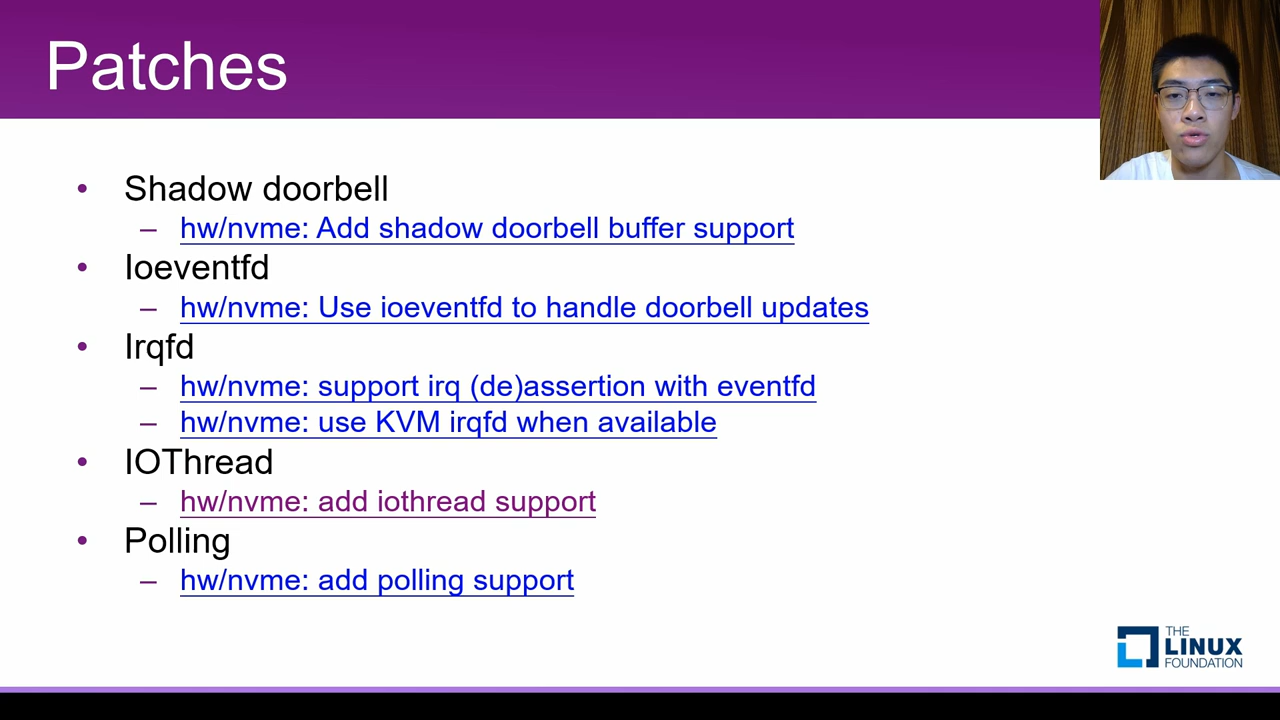 Patches
• Shadow doorbell
– hw/nvme: Add shadow doorbell buffer support
• Ioeventfd
– hw/nvme: Use ioeventfd to handle doorbell updates
• Irqfd
– hw/nvme: support irq (de)assertion with eventfd
– hw/nvme: use KVM irqfd when available
• IOThread
– hw/nvme: add iothread support
• Polling
– hw/nvme: add polling support
THE
LINUX
FOUNDATION